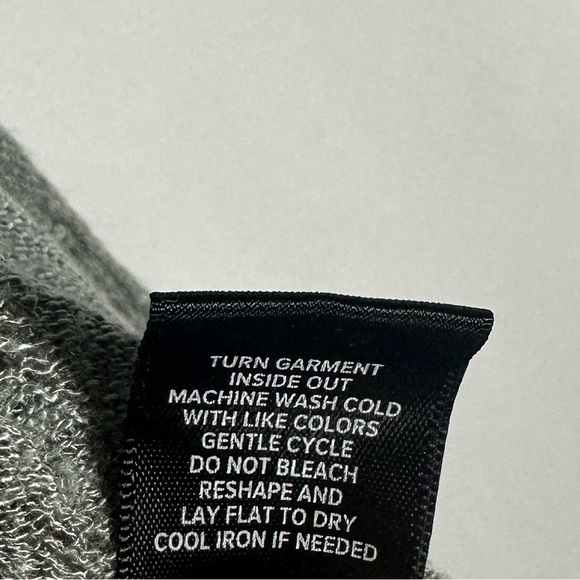 TURN GARMENT
INSIDE OUT
MACHINE WASH COLD
WITH LIKE COLORS
GENTLE CYCLE
DO NOT BLEACH
RESHAPE AND
LAY FLAT TO DRY
COOL IRON IF NEEDED